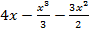 4x − x³/3 − 3x²/2